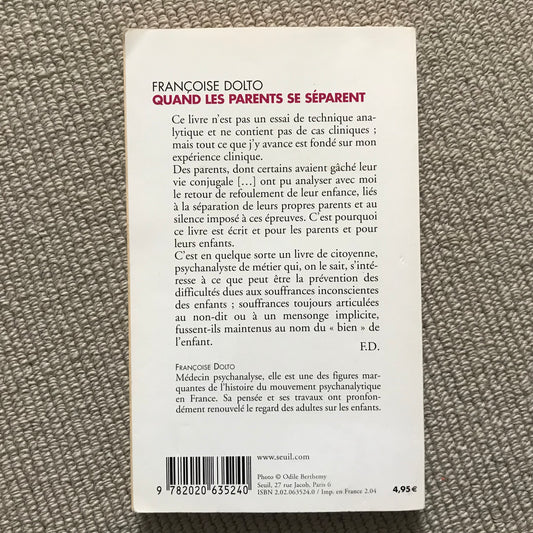 FRANÇOISE DOLTO
QUAND LES PARENTS SE SÉPARENT
Ce livre n'est pas un essai de technique ana-
lytique et ne contient pas de cas cliniques ;
mais tout ce que j'y avance est fondé sur mon
expérience clinique.
Des parents, dont certains avaient gâché leur
vie conjugale [...] ont pu analyser avec moi
le retour de refoulement de leur enfance, liés
à la séparation de leurs propres parents et au
silence imposé à ces épreuves. C'est pourquoi
ce livre est écrit et pour les parents et pour
leurs enfants.
C'est en quelque sorte un livre de citoyenne,
psychanalyste de métier qui, on le sait, s'inté-
resse à ce que peut être la prévention des
difficultés dues aux souffrances inconscientes
des enfants ; souffrances toujours articulées
au non-dit ou à un mensonge implicite,
fussent-ils maintenus au nom du « bien » de
l'enfant.
F.D.
FRANÇOISE DOLTO
Médecin psychanalyse, elle est une des figures mar-
quantes de l'histoire du mouvement psychanalytique
en France. Sa pensée et ses travaux ont pronfon-
dément renouvelé le regard des adultes sur les enfants.
www.seuil.com
9 782020 635240
Photo © Odile Berthemy
Seuil, 27 rue Jacob, Paris 6
ISBN 2.02.063524.0 / Imp. en France 2.04
4,95 €